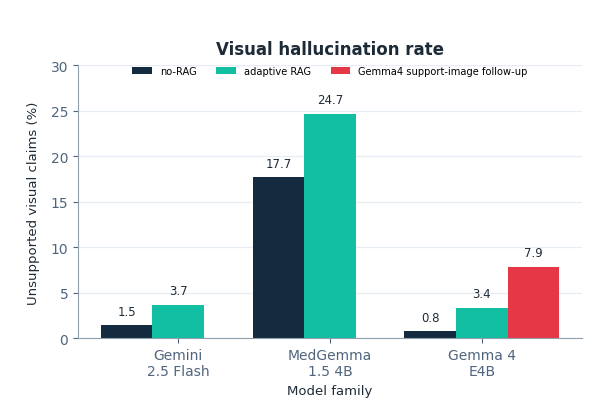 Visual hallucination rate
no-RAG adaptive RAG Gemma4 support-image follow-up
Unsupported visual claims (%)
30
25
20
15
10
5
0
1.5
3.7
17.7
24.7
0.8
3.4
7.9
Gemini
2.5 Flash
MedGemma
1.5 4B
Gemma 4
E4B
Model family